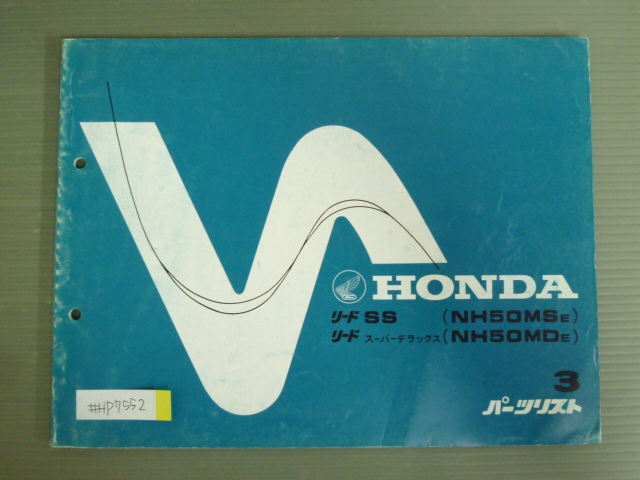 HONDA
リード SS (NH50MSE)
リード スーパーデラックス (NH50MDE)
3
パーツリスト
#HP7552